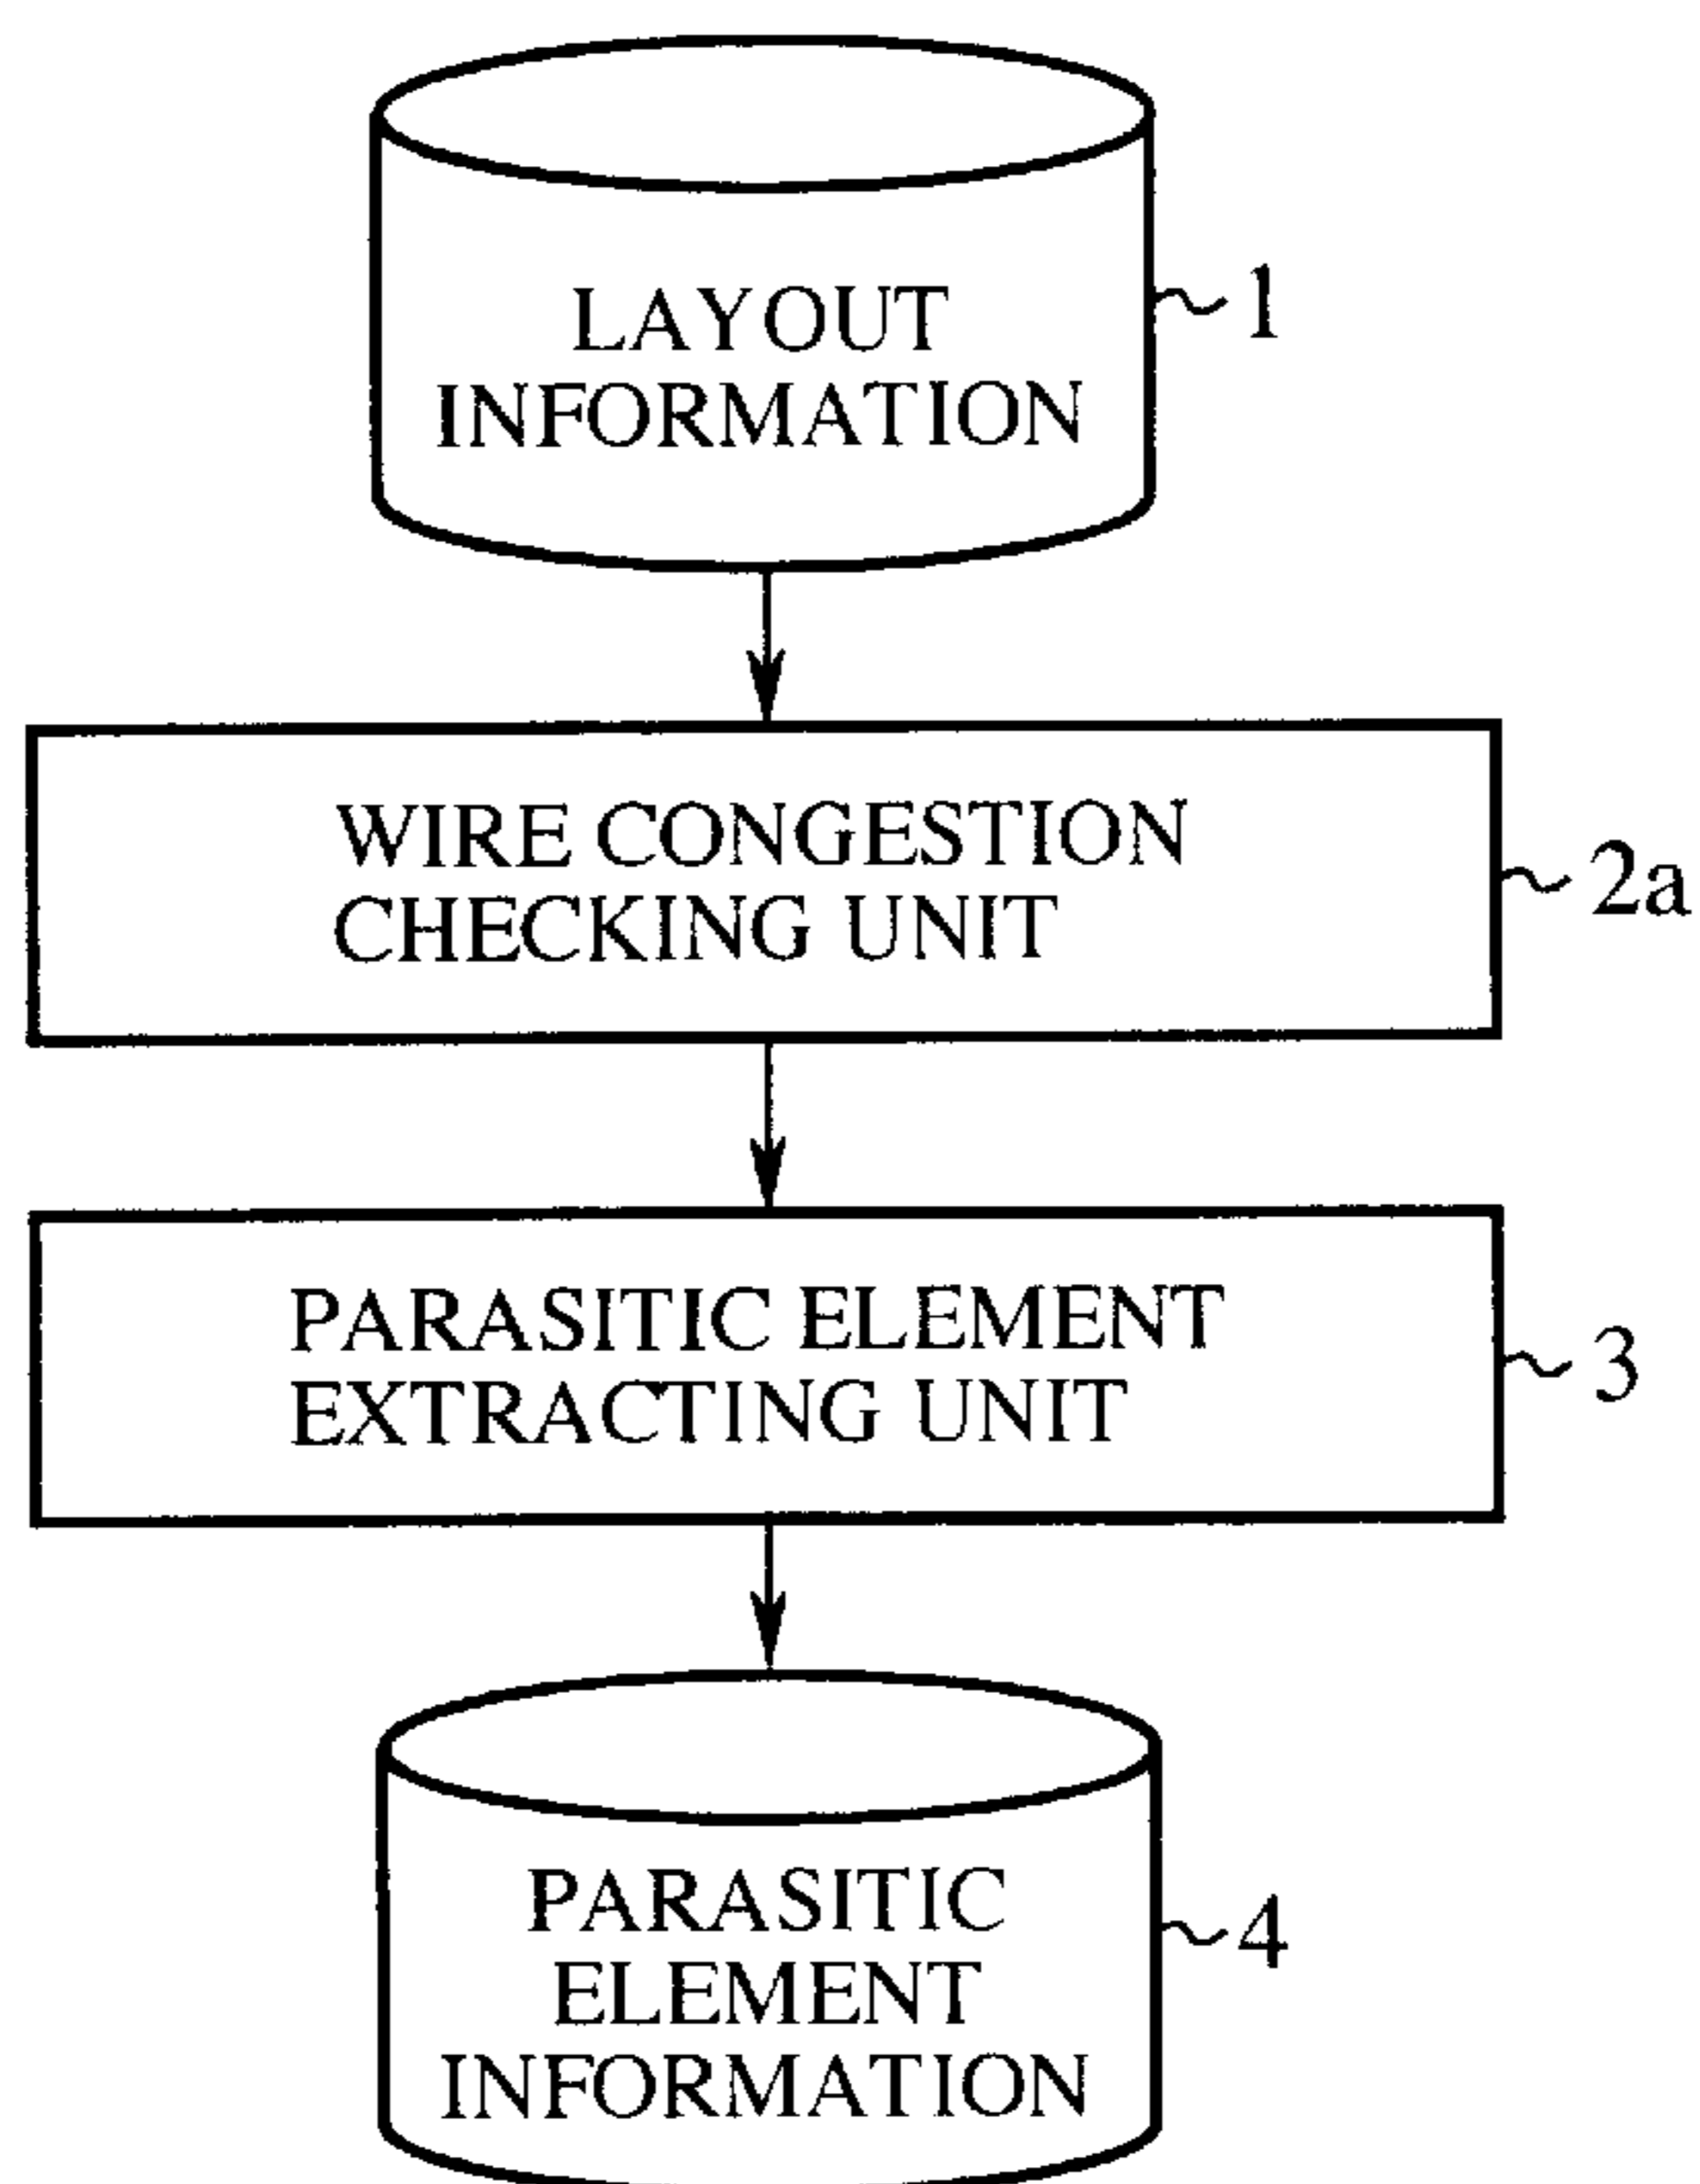 LAYOUT
INFORMATION
1
WIRE CONGESTION
CHECKING UNIT
2a
PARASITIC ELEMENT
EXTRACTING UNIT
3
PARASITIC
ELEMENT
INFORMATION
4